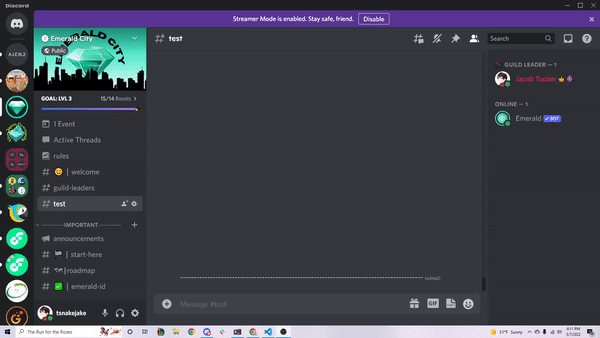 Discord
Streamer Mode is enabled. Stay safe, friend.
Disable
Emerald City
Public
EMERALD CITY
GOAL: LVL 3
15/14 Boosts
1 Event
Active Threads
rules
| welcome
guild-leaders
test
IMPORTANT
announcements
| start-here
|roadmap
| emerald-id
tsnakejake
test
(edited)
Message #test
GIF
Search
GUILD LEADER — 1
Jacob Tucker
ONLINE — 1
Emerald
BOT
The Run for the Roses
51°F Sunny
8:11 PM
5/7/2022